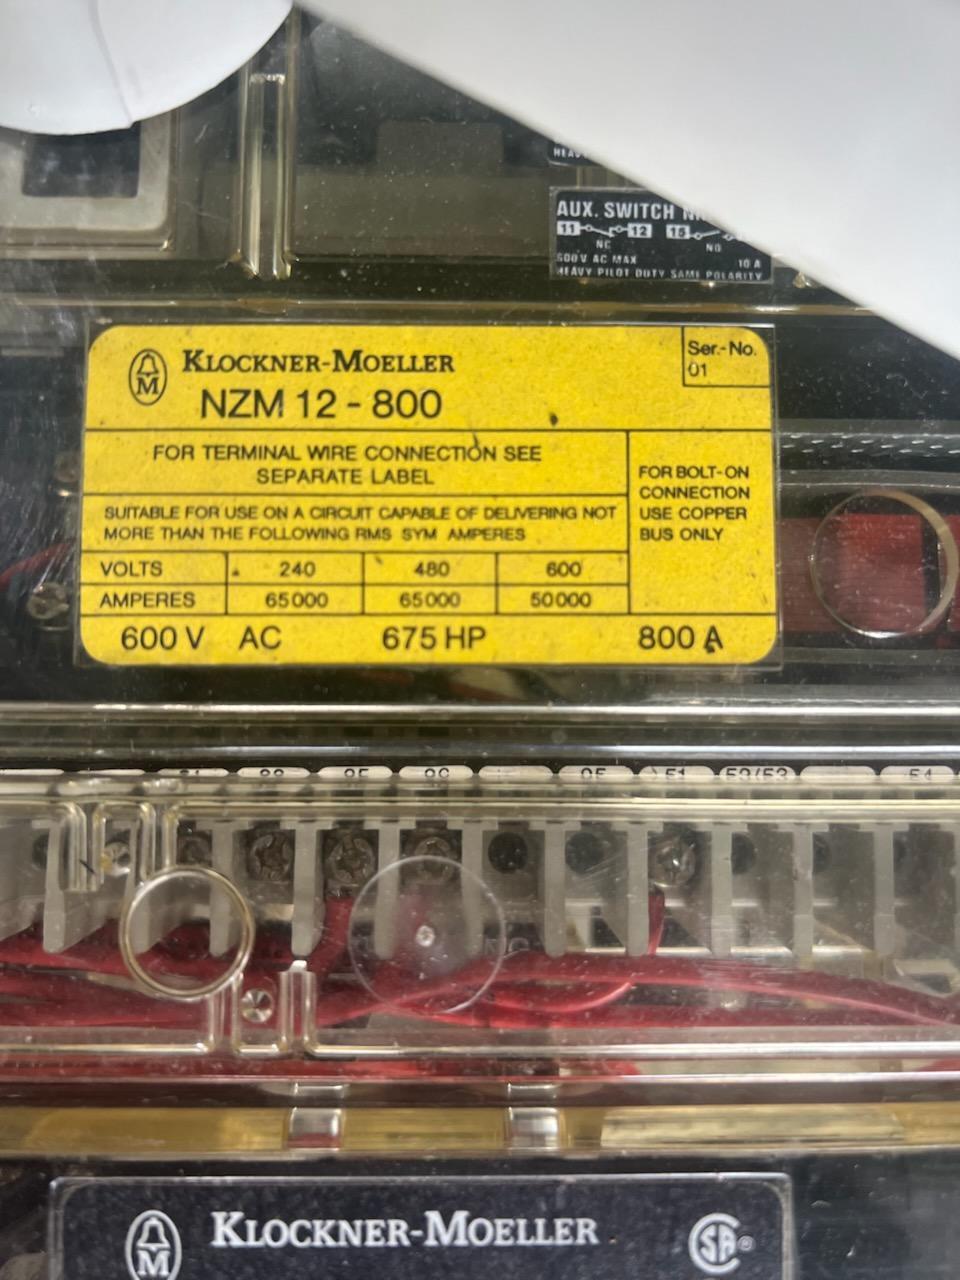 HEAV
AUX. SWITCH
11 12 15
NC NO
600 V AC MAX 10 A
HEAVY PILOT DUTY SAME POLARITY
KLOCKNER-MOELLER
NZM 12 - 800
Ser.-No.
01
FOR TERMINAL WIRE CONNECTION SEE
SEPARATE LABEL
FOR BOLT-ON
CONNECTION
USE COPPER
BUS ONLY
SUITABLE FOR USE ON A CIRCUIT CAPABLE OF DELIVERING NOT
MORE THAN THE FOLLOWING RMS SYM AMPERES
VOLTS 240 480 600
AMPERES 65000 65000 50000
600 V AC 675 HP 800 A
M
KLOCKNER-MOELLER
M
SA